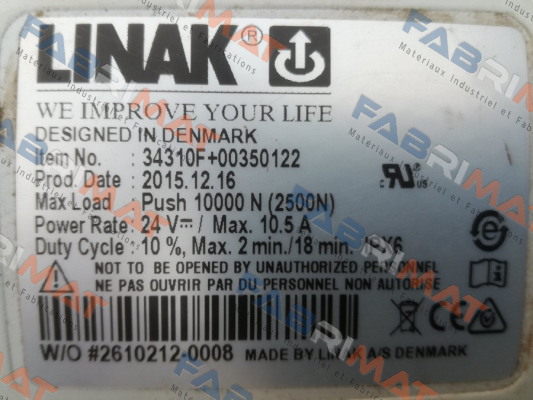 LINAK®
WE IMPROVE YOUR LIFE
DESIGNED IN DENMARK
Item No. : 34310F+00350122
Prod. Date : 2015.12.16
Max Load : Push 10000 N (2500N)
Power Rate : 24 V⎓ / Max. 10.5 A
Duty Cycle : 10 %, Max. 2 min./18 min. IPX6
c UR US
NOT TO BE OPENED BY UNAUTHORIZED PERSONNEL
NE PAS OUVRIR PAR DU PERSONNEL NON AUTORISE
W/O #2610212-0008 MADE BY LINAK A/S DENMARK
FABRIMAT
Materiaux Industriel et Fournitures